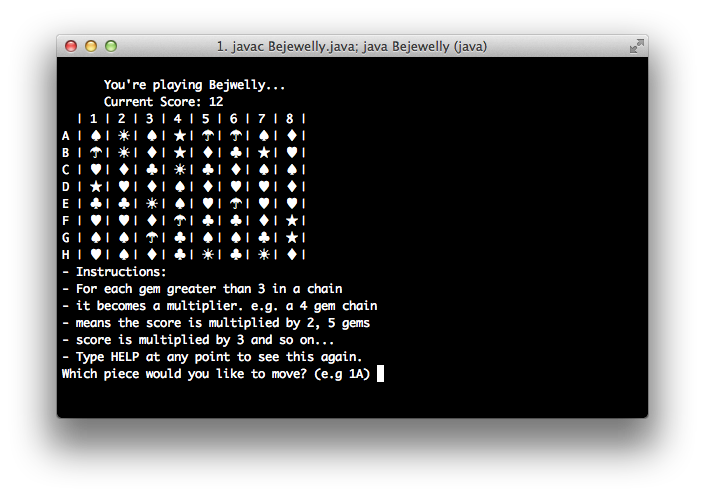 1. javac Bejewelly.java; java Bejewelly (java)
You're playing Bejwelly...
Current Score: 12
| 1 | 2 | 3 | 4 | 5 | 6 | 7 | 8 |
A | ♠ | ☀ | ♠ | ★ | ☂ | ☂ | ♠ | ♦ |
B | ☂ | ☀ | ♦ | ★ | ♦ | ♣ | ★ | ♥ |
C | ♥ | ♦ | ♣ | ☀ | ♣ | ♦ | ♠ | ♠ |
D | ★ | ♥ | ♦ | ♠ | ♦ | ♥ | ♥ | ♦ |
E | ♣ | ♣ | ☀ | ♠ | ♥ | ☂ | ♥ | ♥ |
F | ♥ | ♥ | ♦ | ☂ | ♣ | ♣ | ♦ | ★ |
G | ♠ | ♠ | ☂ | ♣ | ♠ | ♠ | ♣ | ★ |
H | ♥ | ♠ | ♦ | ♣ | ☀ | ♣ | ☀ | ♦ |
- Instructions:
- For each gem greater than 3 in a chain
- it becomes a multiplier. e.g. a 4 gem chain
- means the score is multiplied by 2, 5 gems
- score is multiplied by 3 and so on...
- Type HELP at any point to see this again.
Which piece would you like to move? (e.g 1A)